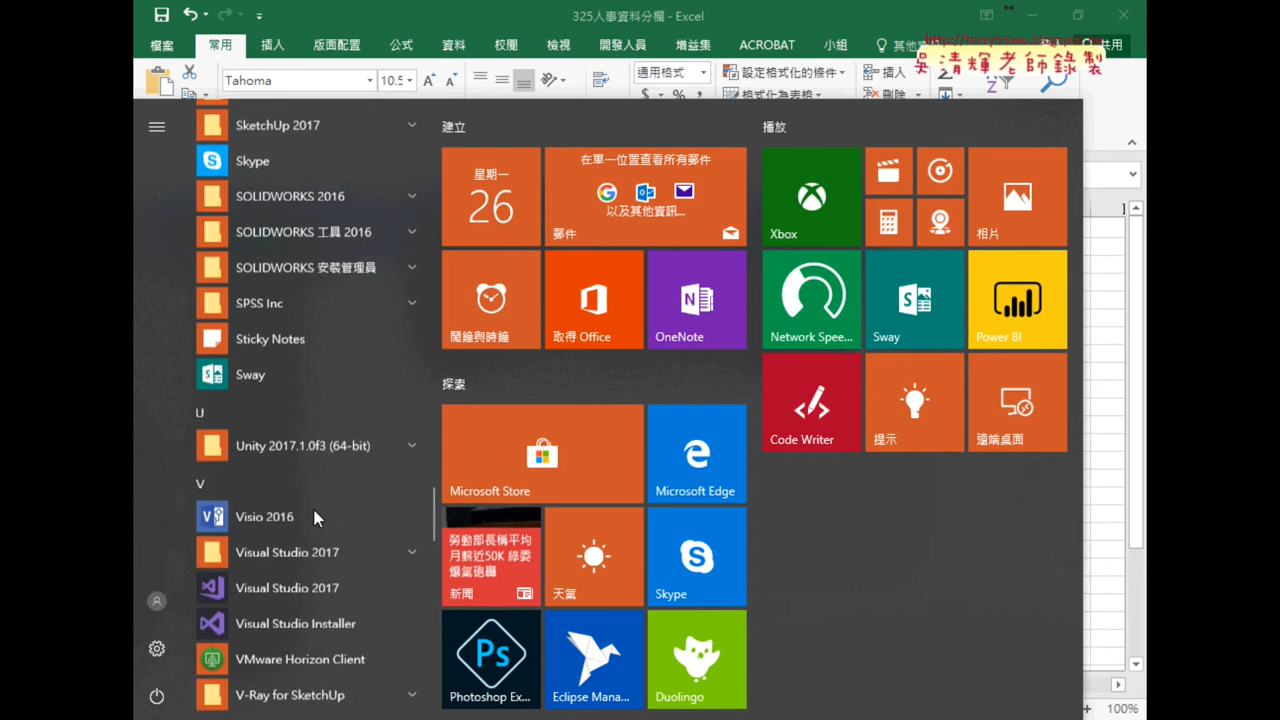 325人事資料分欄 - Excel
檔案 常用 插入 版面配置 公式 資料 校閱 檢視 開發人員 增益集 ACROBAT 小組 共用
吳清輝老師錄製
Tahoma 10.5 通用格式 設定格式化的條件 插入
$ % 格式化為表格 刪除
SketchUp 2017
Skype
SOLIDWORKS 2016
SOLIDWORKS 工具 2016
SOLIDWORKS 安裝管理員
SPSS Inc
Sticky Notes
Sway
U
Unity 2017.1.0f3 (64-bit)
V
Visio 2016
Visual Studio 2017
Visual Studio 2017
Visual Studio Installer
VMware Horizon Client
V-Ray for SketchUp
建立
星期一
26
在單一位置查看所有郵件
以及其他資訊...
郵件
鬧鐘與時鐘
取得 Office
OneNote
探索
Microsoft Store
Microsoft Edge
勞動部長稱平均
月薪近50K 綠委
爆氣砲轟
新聞
天氣
Skype
Photoshop Ex...
Eclipse Mana...
Duolingo
播放
Xbox
相片
Network Spee...
Sway
Power BI
Code Writer
提示
遠端桌面
100%